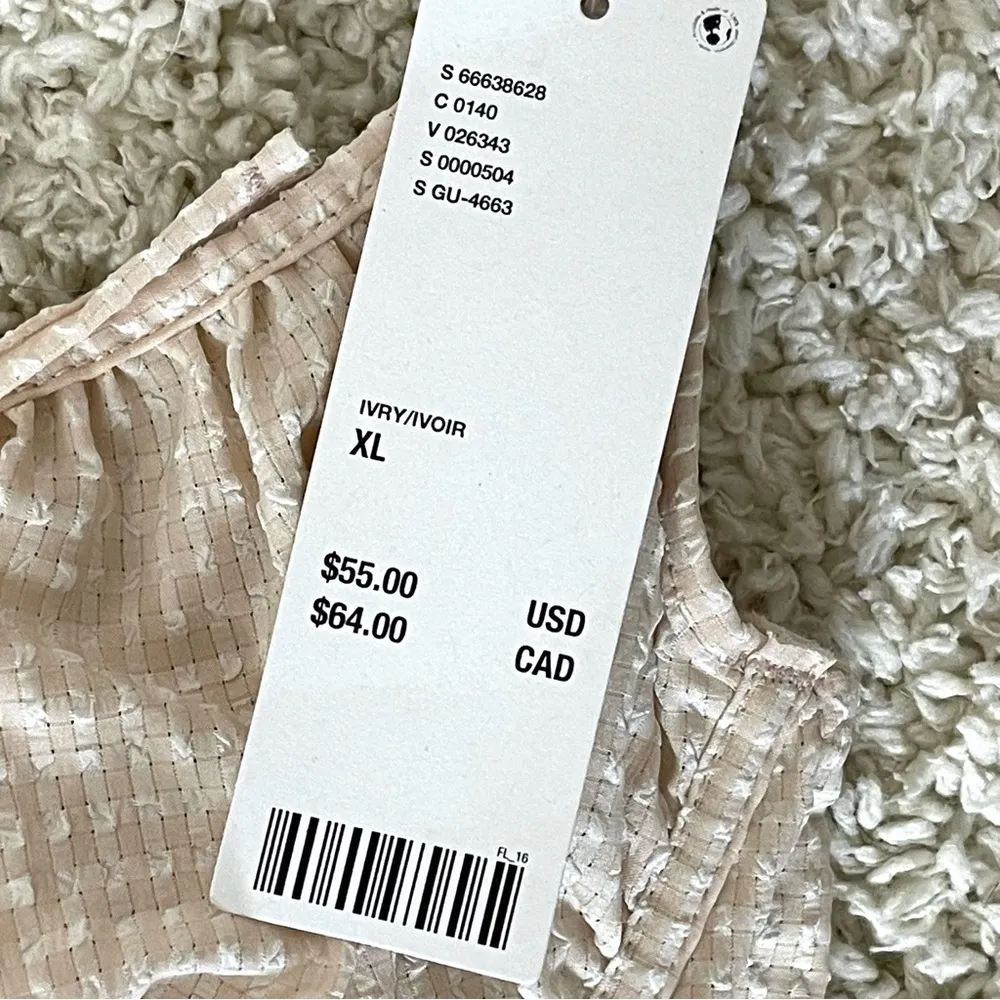 S 66638628
C 0140
V 026343
S 0000504
S GU-4663
IVRY/IVOIR
XL
$55.00 USD
$64.00 CAD
FL_16